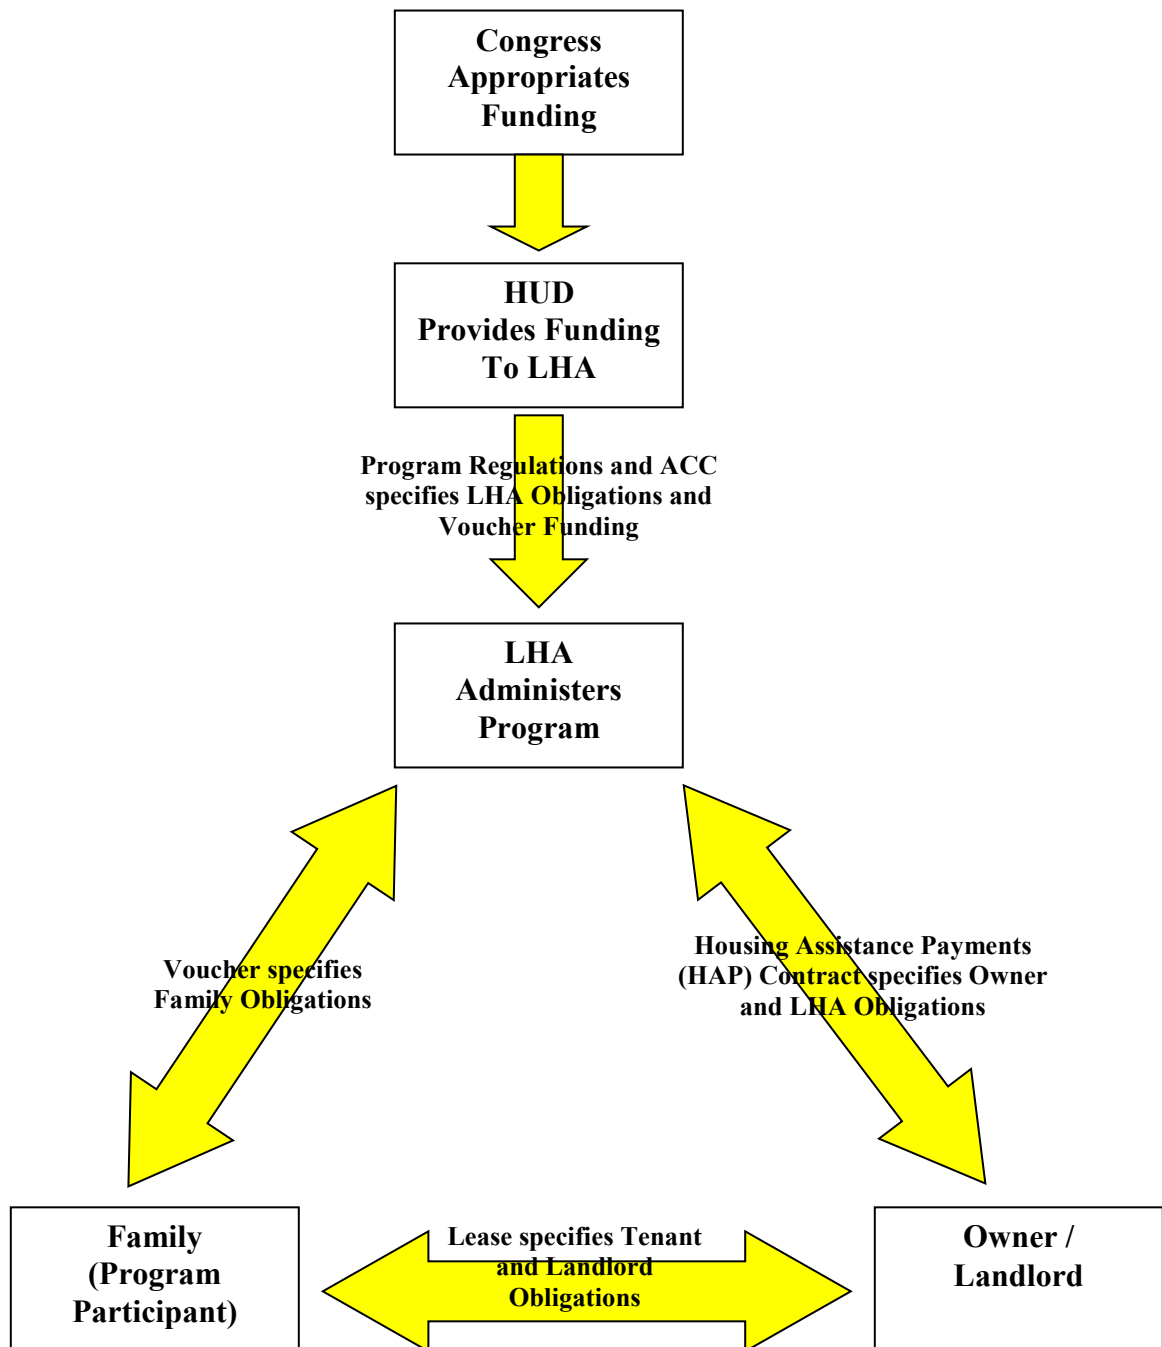 Congress
Appropriates
Funding
HUD
Provides Funding
To LHA
Program Regulations and ACC
specifies LHA Obligations and
Voucher Funding
LHA
Administers
Program
Voucher specifies
Family Obligations
Housing Assistance Payments
(HAP) Contract specifies Owner
and LHA Obligations
Family
(Program
Participant)
Lease specifies Tenant
and Landlord
Obligations
Owner /
Landlord